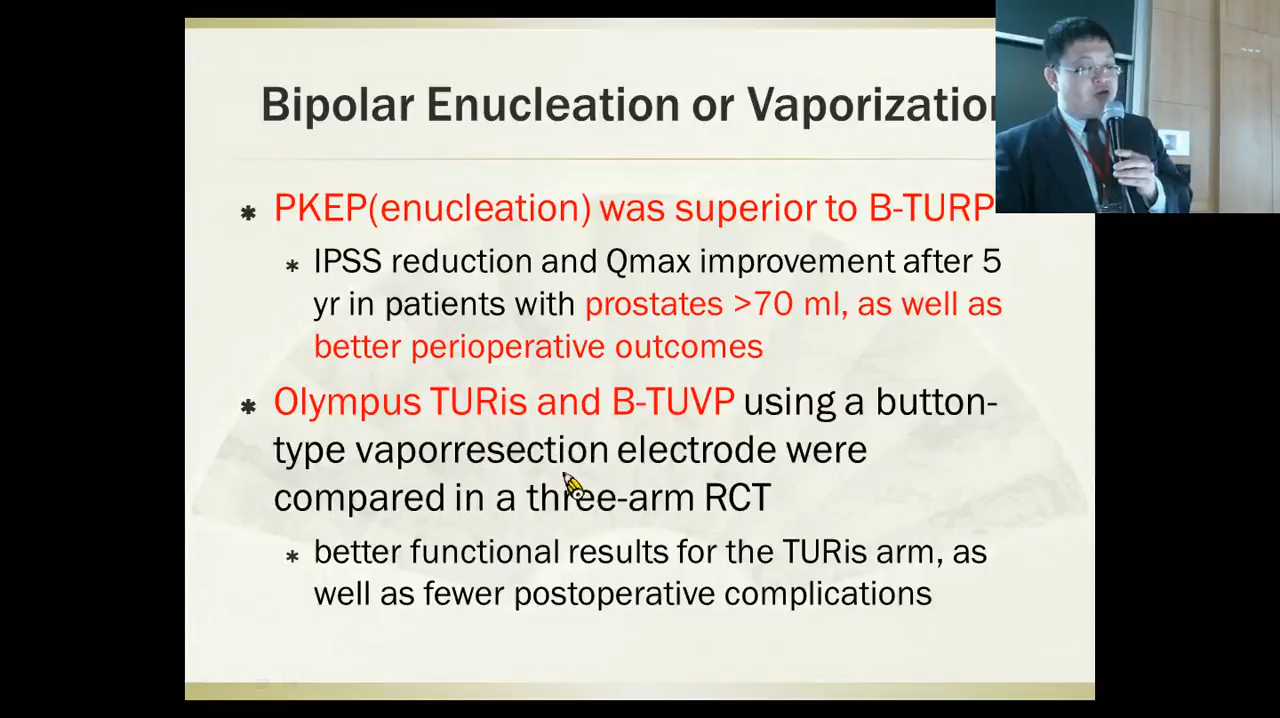 Bipolar Enucleation or Vaporization
* PKEP(enucleation) was superior to B-TURP
* IPSS reduction and Qmax improvement after 5
yr in patients with prostates >70 ml, as well as
better perioperative outcomes
* Olympus TURis and B-TUVP using a button-
type vaporresection electrode were
compared in a three-arm RCT
* better functional results for the TURis arm, as
well as fewer postoperative complications